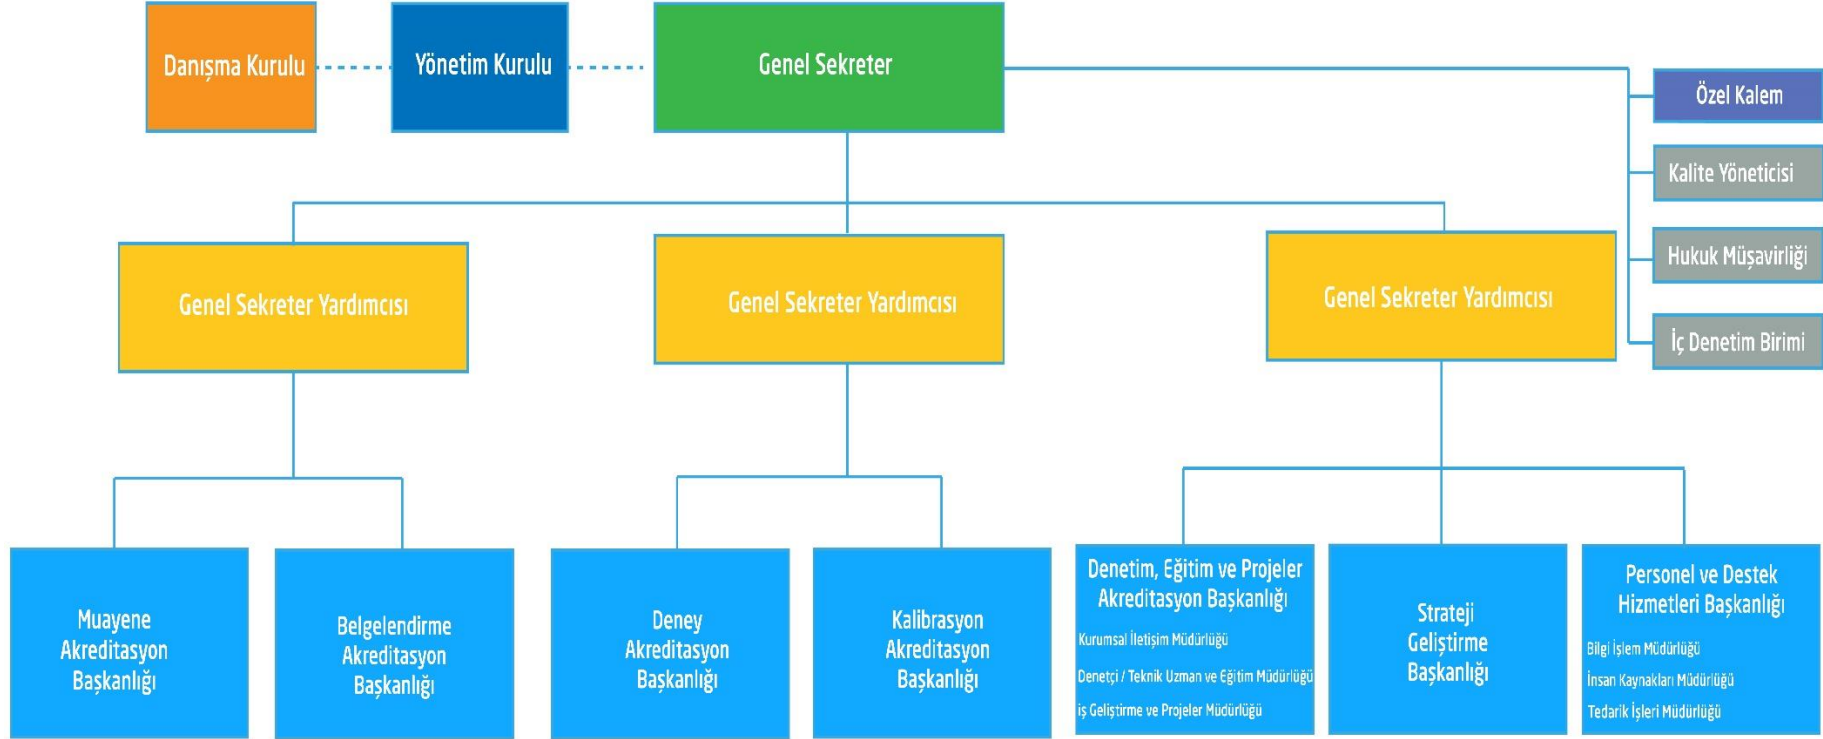 Danışma Kurulu
Yönetim Kurulu
Genel Sekreter
Özel Kalem
Kalite Yöneticisi
Hukuk Müşavirliği
İç Denetim Birimi
Genel Sekreter Yardımcısı
Genel Sekreter Yardımcısı
Genel Sekreter Yardımcısı
Muayene
Akreditasyon
Başkanlığı
Belgelendirme
Akreditasyon
Başkanlığı
Deney
Akreditasyon
Başkanlığı
Kalibrasyon
Akreditasyon
Başkanlığı
Denetim, Eğitim ve Projeler
Akreditasyon Başkanlığı
Kurumsal İletişim Müdürlüğü
Denetçi / Teknik Uzman ve Eğitim Müdürlüğü
iş Geliştirme ve Projeler Müdürlüğü
Strateji
Geliştirme
Başkanlığı
Personel ve Destek
Hizmetleri Başkanlığı
Bilgi İşlem Müdürlüğü
İnsan Kaynakları Müdürlüğü
Tedarik İşleri Müdürlüğü